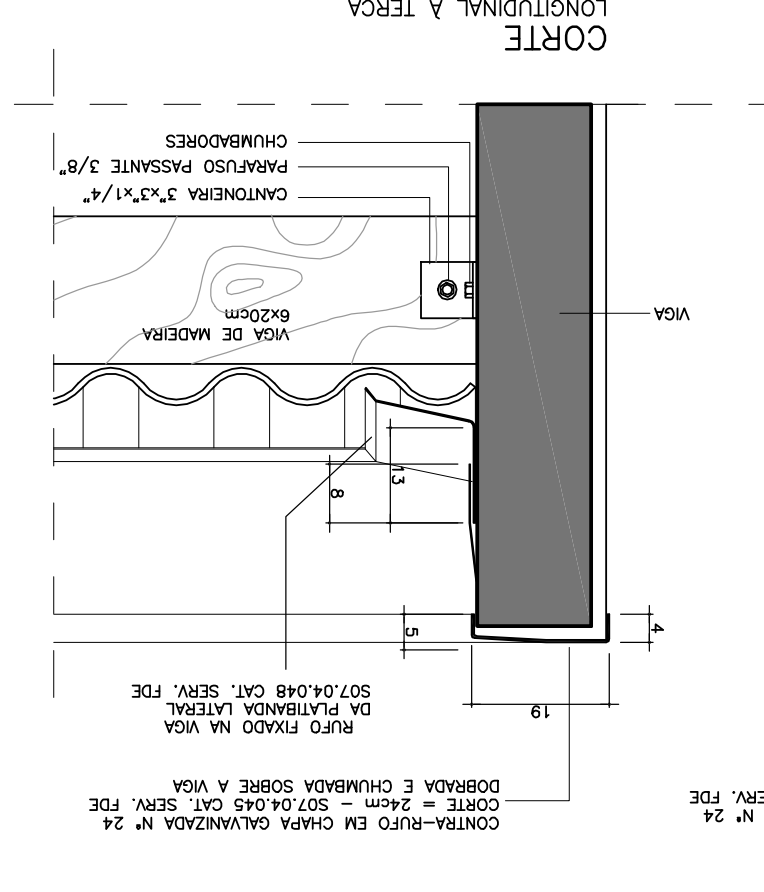 N° 24
ERV. FDE
CONTRA-RUFO EM CHAPA GALVANIZADA N° 24
CORTE = 24cm - S07.04.045 CAT. SERV. FDE
DOBRADA E CHUMBADA SOBRE A VIGA
RUFO FIXADO NA VIGA
DA PLATIBANDA LATERAL
S07.04.048 CAT. SERV. FDE
19
4
5
8
13
VIGA
VIGA DE MADEIRA
6x20cm
CANTONEIRA 3"x3"x1/4"
PARAFUSO PASSANTE 3/8"
CHUMBADORES
CORTE
LONGITUDINAL À TERÇA